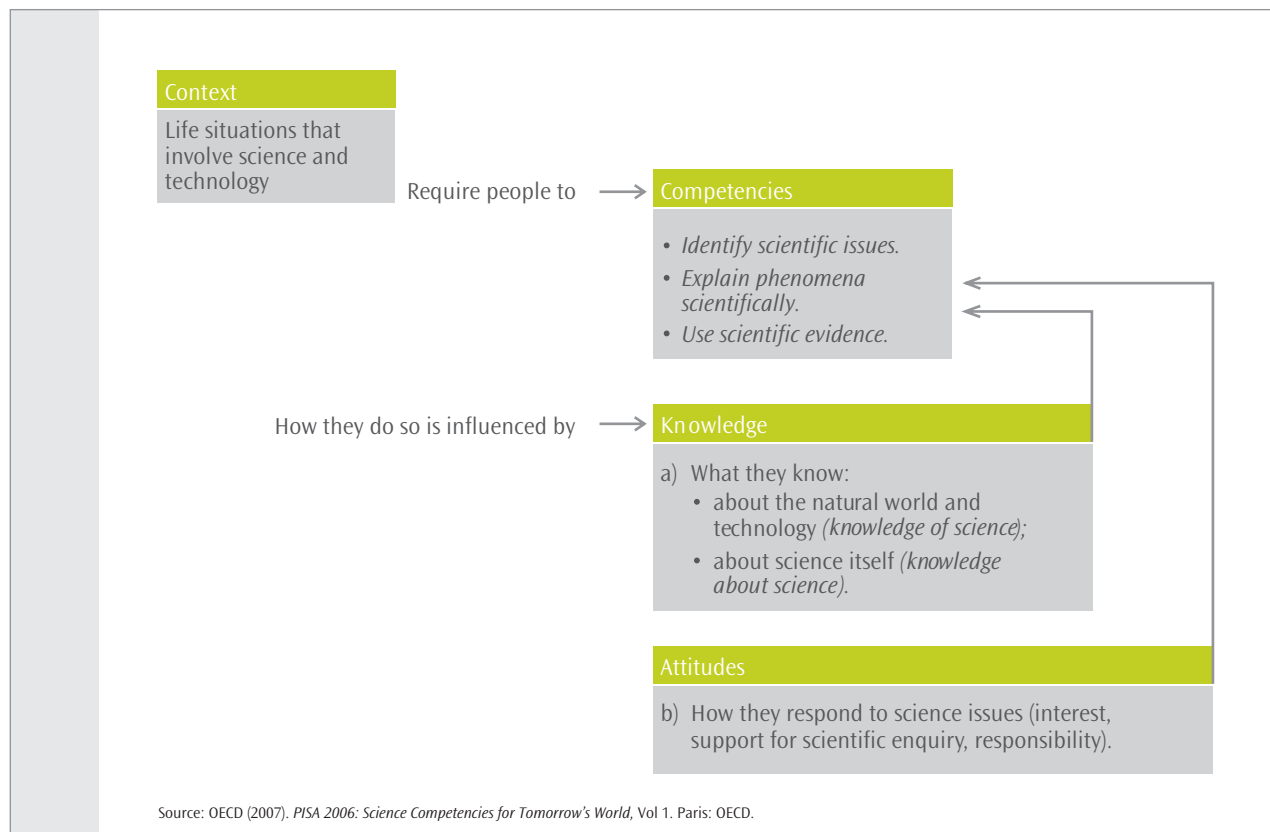 Context
Life situations that
involve science and
technology
Require people to
Competencies
• Identify scientific issues.
• Explain phenomena
scientifically.
• Use scientific evidence.
How they do so is influenced by
Knowledge
a) What they know:
• about the natural world and
technology (knowledge of science);
• about science itself (knowledge
about science).
Attitudes
b) How they respond to science issues (interest,
support for scientific enquiry, responsibility).
Source: OECD (2007). PISA 2006: Science Competencies for Tomorrow's World, Vol 1. Paris: OECD.